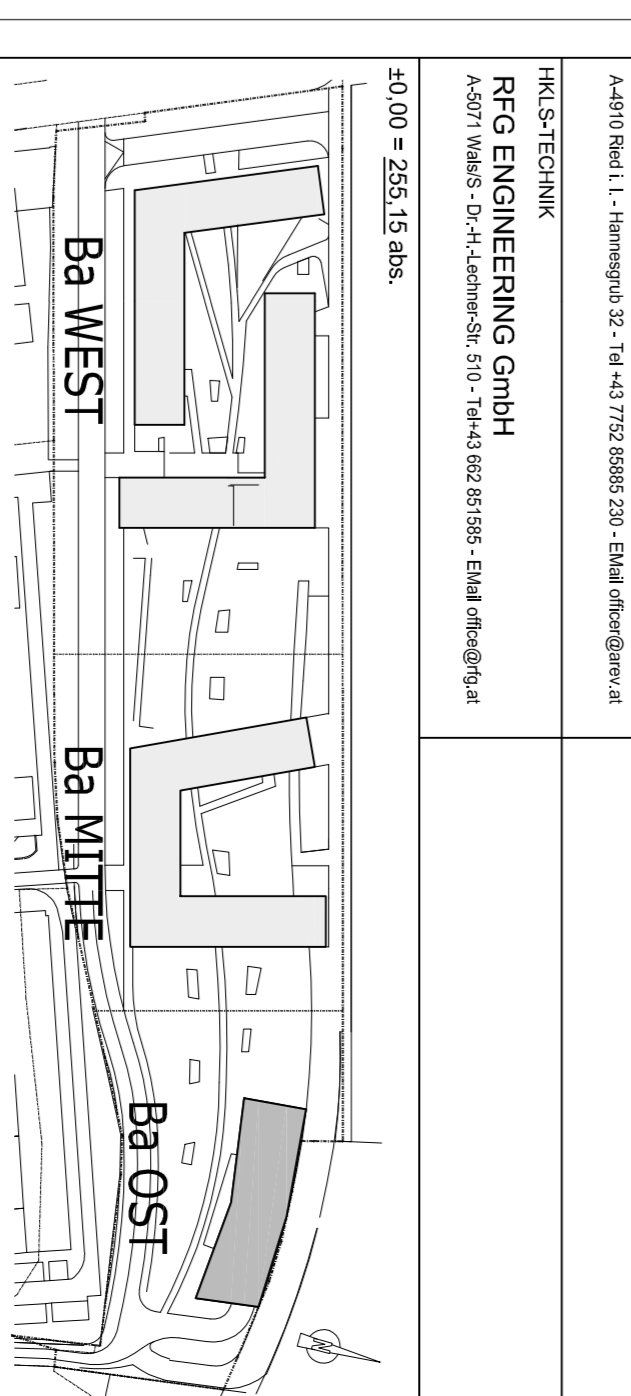 A-4910 Ried i. I. - Hannesgrub 32 - Tel +43 7752 85885 230 - EMail officer@arev.at
HKLS-TECHNIK
RFG ENGINEERING GmbH
A-5071 Wals/S - Dr.-H.-Lechner-Str. 510 - Tel+43 662 851585 - EMail office@rfg.at
±0,00 = 255,15 abs.
Ba WEST
Ba MITTE
Ba OST
N